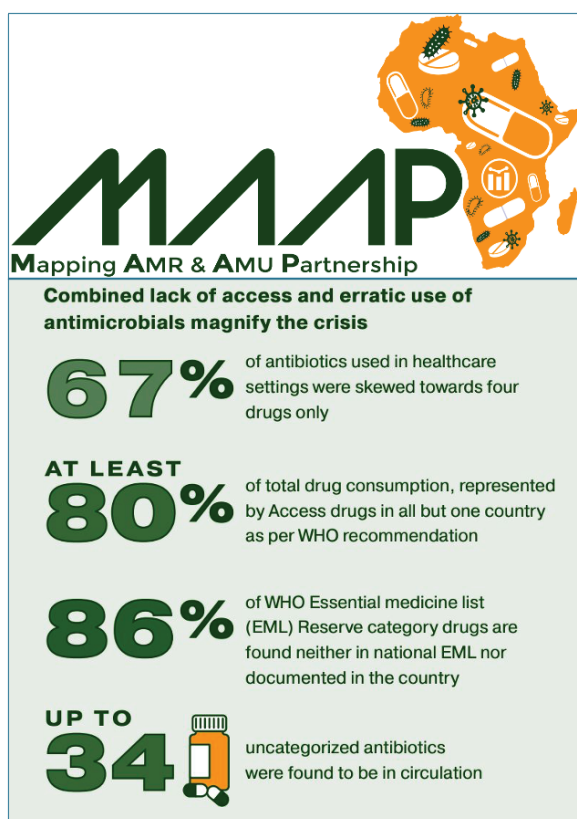 MAAP
Mapping AMR & AMU Partnership
Combined lack of access and erratic use of
antimicrobials magnify the crisis
67%
of antibiotics used in healthcare
settings were skewed towards four
drugs only
AT LEAST
80%
of total drug consumption, represented
by Access drugs in all but one country
as per WHO recommendation
86%
of WHO Essential medicine list
(EML) Reserve category drugs are
found neither in national EML nor
documented in the country
UP TO
34
uncategorized antibiotics
were found to be in circulation